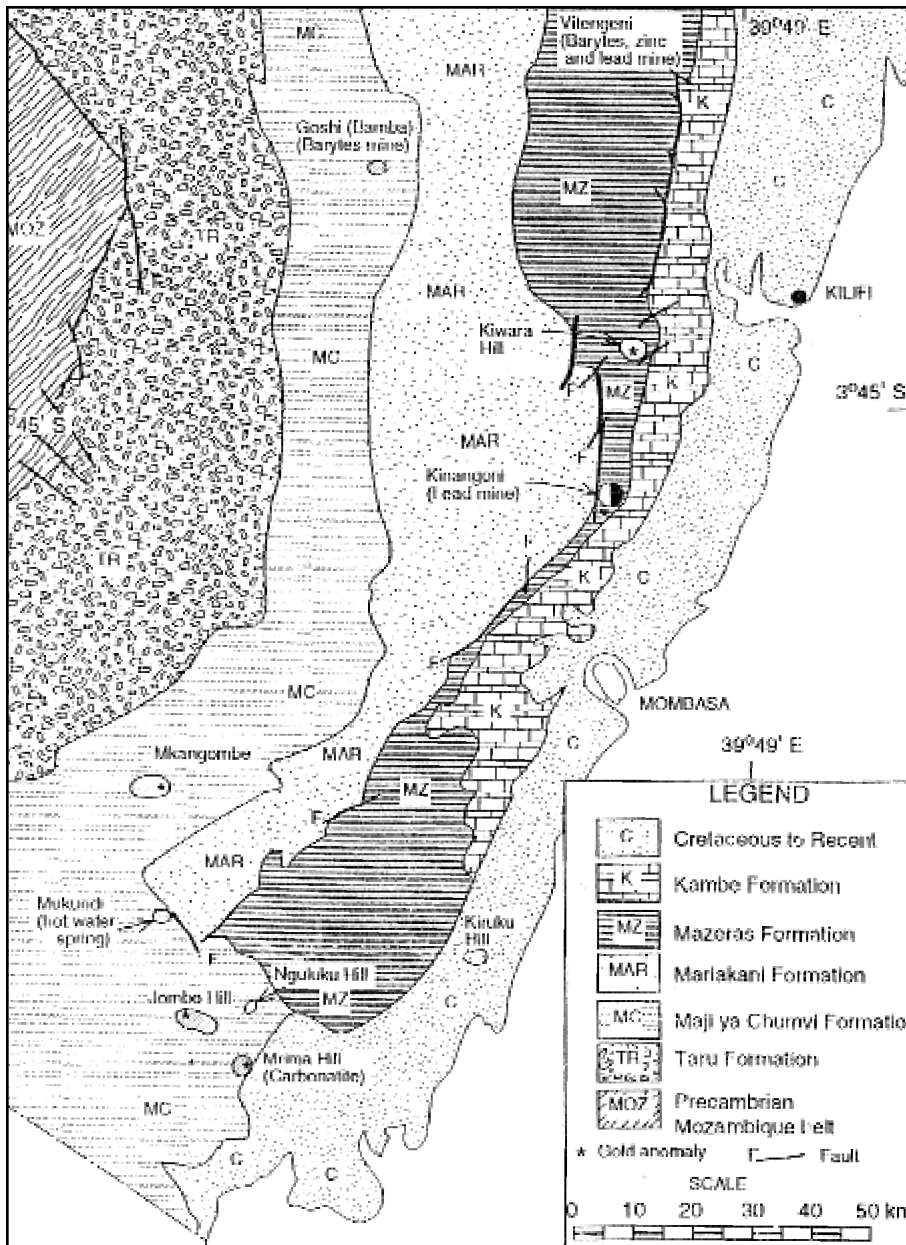 MC
MAR
Vitengeni
(Barytes, zinc
and lead mine)
39°49' E
K
C
Goshi (Bamba)
(Barytes mine)
MZ
C
MOZ
TR
MAR
KILIFI
Kiwara
Hill
*
MC
C
MZ
K
3°45' S
F
MAR
F
Kinangoni
(Lead mine)
TR
K
C
F
MC
K
C
MOMBASA
39°49' E
Mkangombe
MAR
MZ
F
MAR
Mukundi
(hot water
spring)
Kiruku
Hill
F
Nguluku Hill
MZ
C
Jombo Hill
Mrima Hill
(Carbonatite)
MC
C
C
LEGEND
C Cretaceous to Recent
K Kambe Formation
MZ Mazeras Formation
MAR Mariakani Formation
MC Maji ya Chumvi Formatio
TR Taru Formation
MOZ Precambrian
Mozambique belt
* Gold anomaly F Fault
SCALE
0 10 20 30 40 50 km